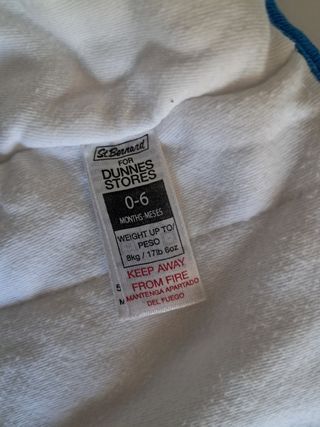 St Bernard
FOR
DUNNES
STORES
0-6
MONTHS-MESES
WEIGHT UP TO/
PESO
8kg / 17lb 6oz
KEEP AWAY
FROM FIRE
MANTENGA APARTADO
DEL FUEGO